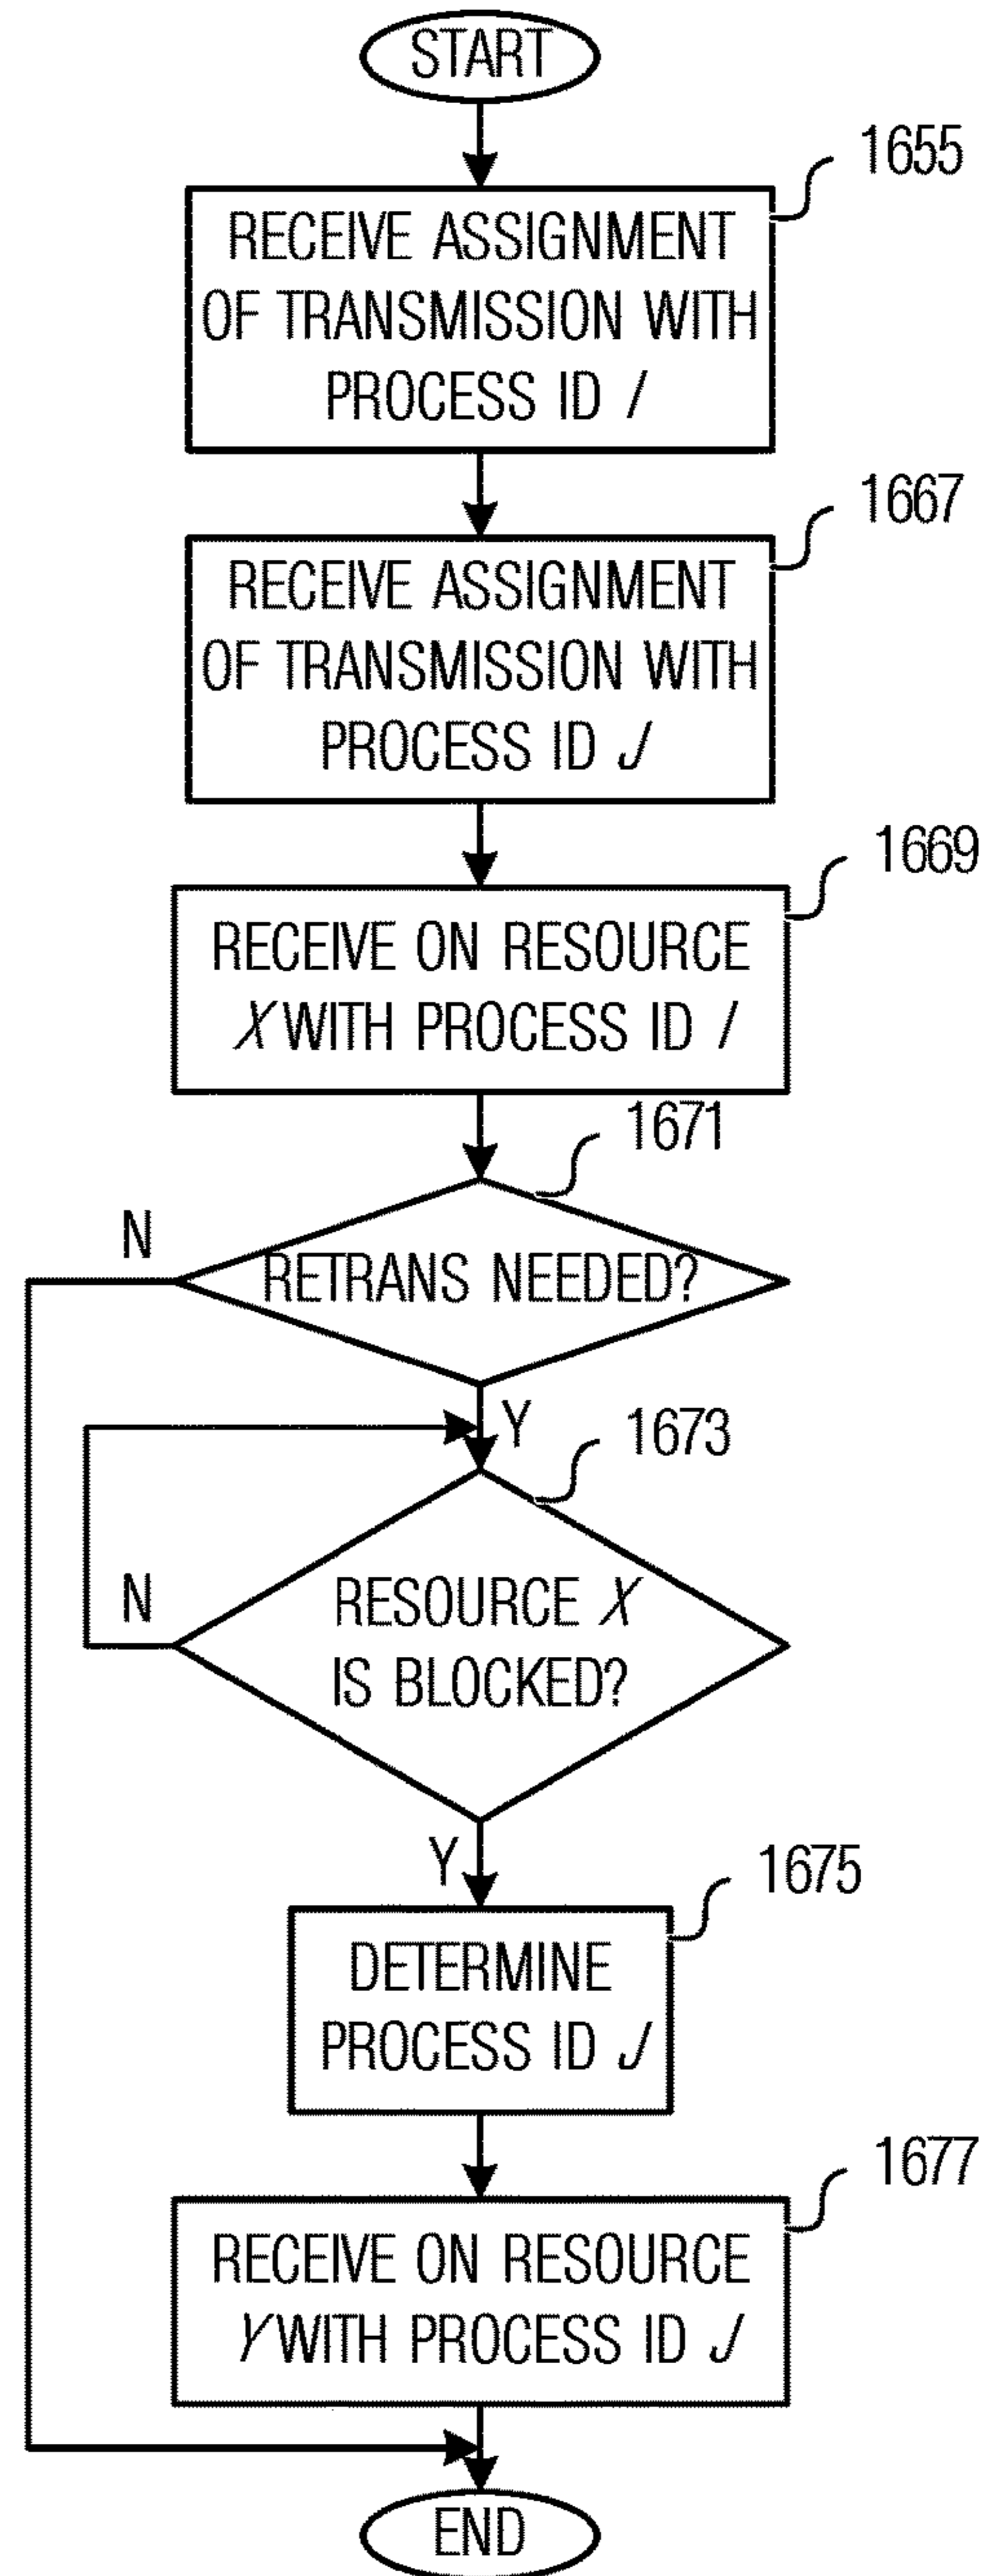 START
1655
RECEIVE ASSIGNMENT
OF TRANSMISSION WITH
PROCESS ID I
1667
RECEIVE ASSIGNMENT
OF TRANSMISSION WITH
PROCESS ID J
1669
RECEIVE ON RESOURCE
X WITH PROCESS ID I
1671
N
RETRANS NEEDED?
Y
1673
N
RESOURCE X
IS BLOCKED?
Y
1675
DETERMINE
PROCESS ID J
1677
RECEIVE ON RESOURCE
Y WITH PROCESS ID J
END